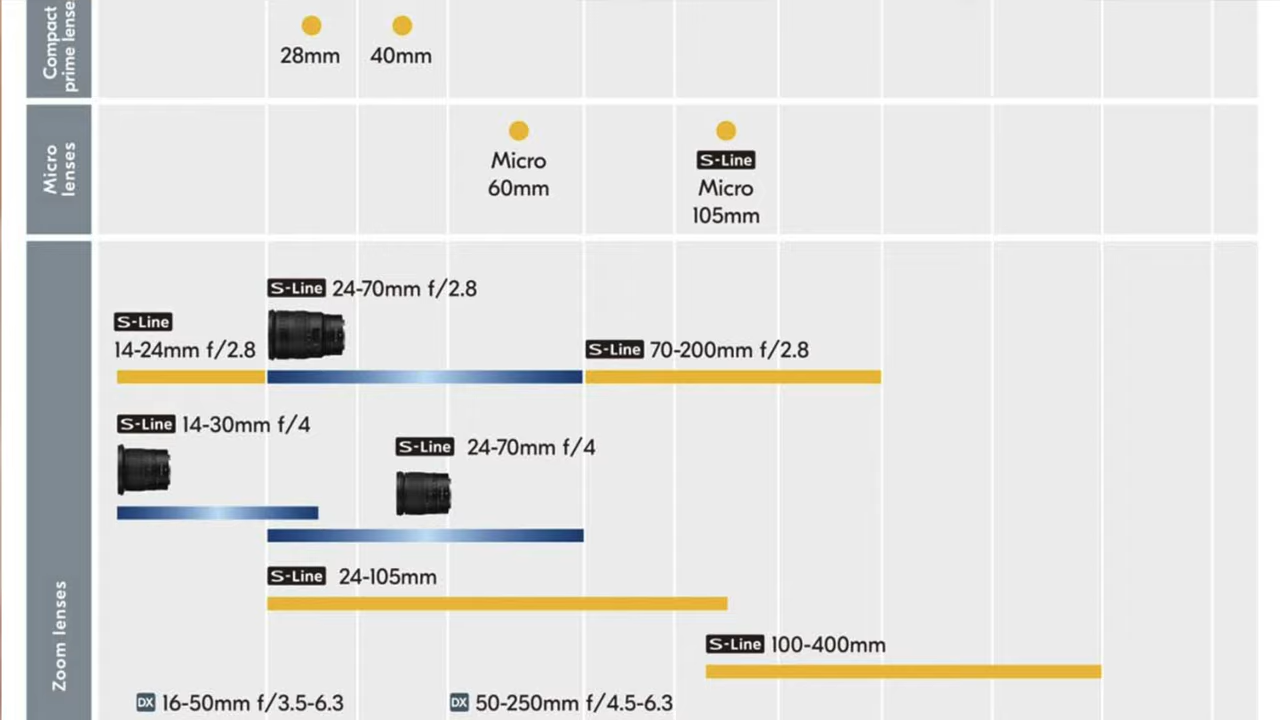 Compact
prime lense
28mm
40mm
Micro
lenses
Micro
60mm
S-Line
Micro
105mm
Zoom lenses
S-Line 24-70mm f/2.8
S-Line
14-24mm f/2.8
S-Line 70-200mm f/2.8
S-Line 14-30mm f/4
S-Line 24-70mm f/4
S-Line 24-105mm
S-Line 100-400mm
DX 16-50mm f/3.5-6.3
DX 50-250mm f/4.5-6.3